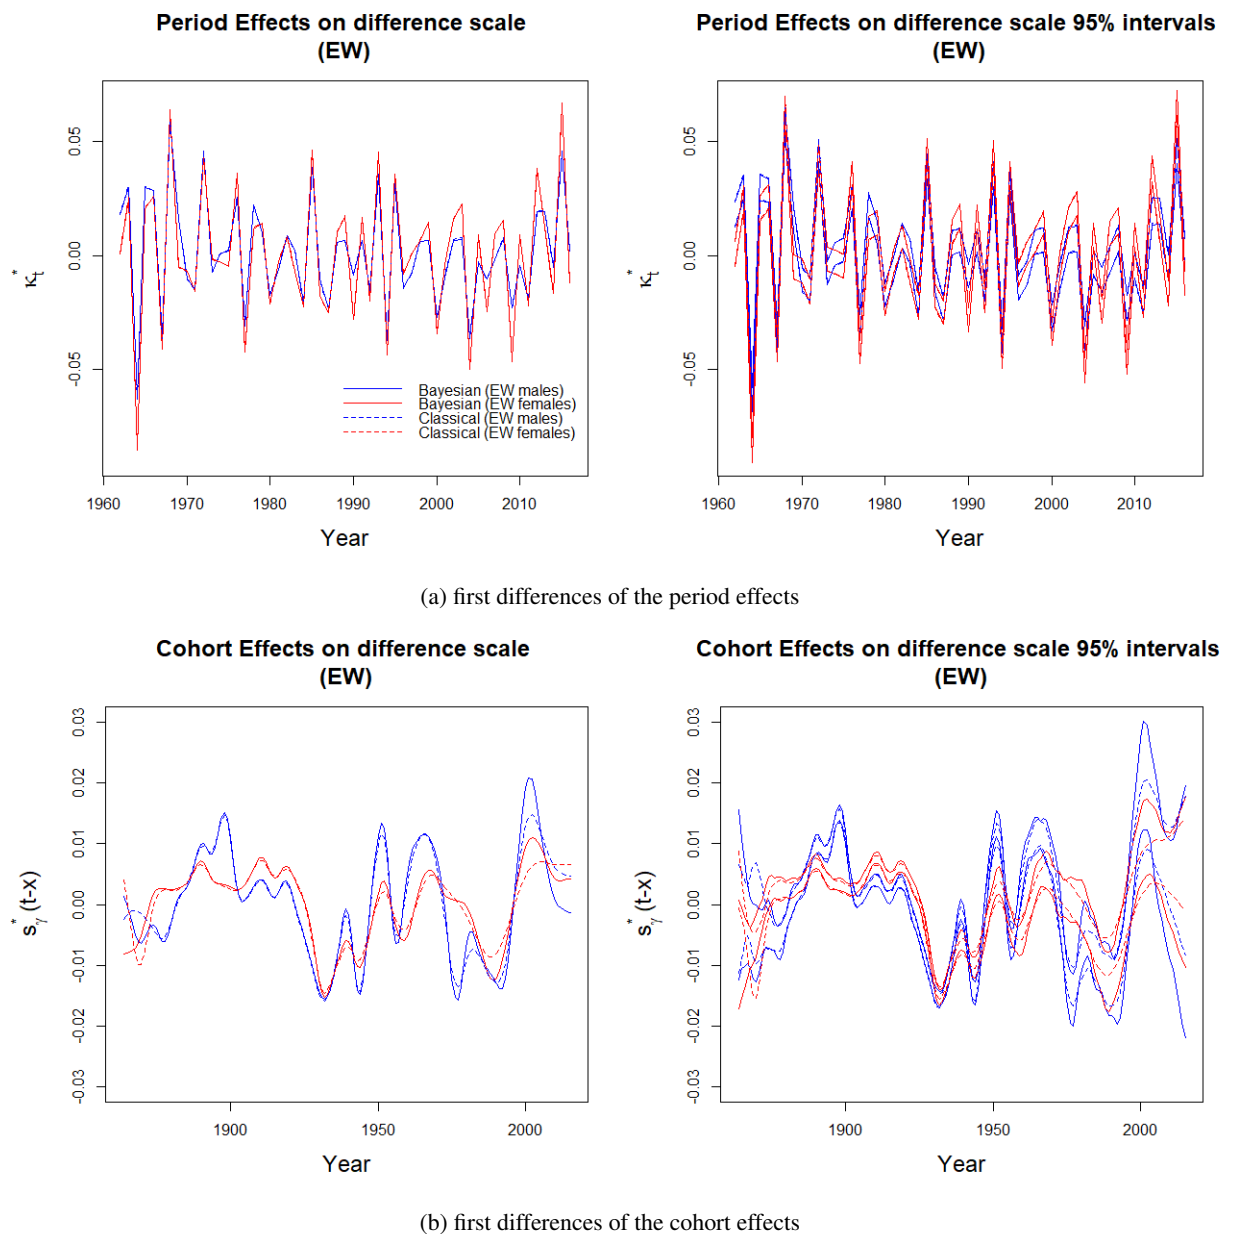 Period Effects on difference scale
(EW)
κt*
0.05
0.00
-0.05
Bayesian (EW males)
Bayesian (EW females)
Classical (EW males)
Classical (EW females)
1960 1970 1980 1990 2000 2010
Year
Period Effects on difference scale 95% intervals
(EW)
κt*
0.05
0.00
-0.05
1960 1970 1980 1990 2000 2010
Year
(a) first differences of the period effects
Cohort Effects on difference scale
(EW)
sγ* (t-x)
0.03
0.02
0.01
0.00
-0.01
-0.02
-0.03
1900 1950 2000
Year
Cohort Effects on difference scale 95% intervals
(EW)
sγ* (t-x)
0.03
0.02
0.01
0.00
-0.01
-0.02
-0.03
1900 1950 2000
Year
(b) first differences of the cohort effects